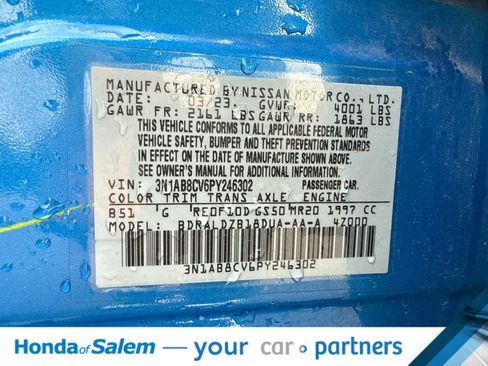 MANUFACTURED BY NISSAN MOTOR CO., LTD.
DATE: 03/23 GVWR: 4001 LBS
GAWR FR: 2161 LBS GAWR RR: 1863 LBS
THIS VEHICLE CONFORMS TO ALL APPLICABLE FEDERAL MOTOR
VEHICLE SAFETY, BUMPER AND THEFT PREVENTION STANDARDS
IN EFFECT ON THE DATE OF MANUFACTURE SHOWN ABOVE.
SEE OWNER'S MANUAL FOR ADDITIONAL INFORMATION.
VIN: 3N1AB8CV6PY246302 PASSENGER CAR.
COLOR TRIM TRANS AXLE ENGINE
B51 G RE0F10D GS50 MR20 1997 CC
MODEL: BDRALDZB18DUA-AA-A 4Z000
3N1AB8CV6PY246302
Honda of Salem — your car partners